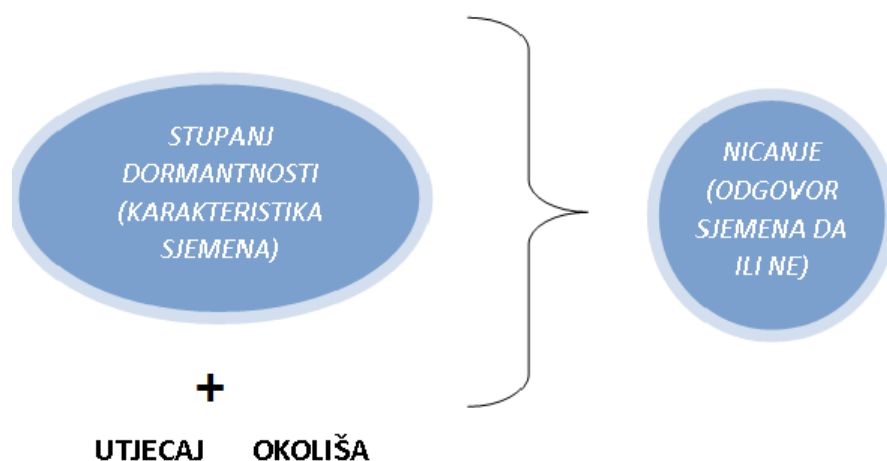 STUPANJ
DORMANTNOSTI
(KARAKTERISTIKA
SJEMENA)
+
UTJECAJ OKOLIŠA
NICANJE
(ODGOVOR
SJEMENA DA
ILI NE)